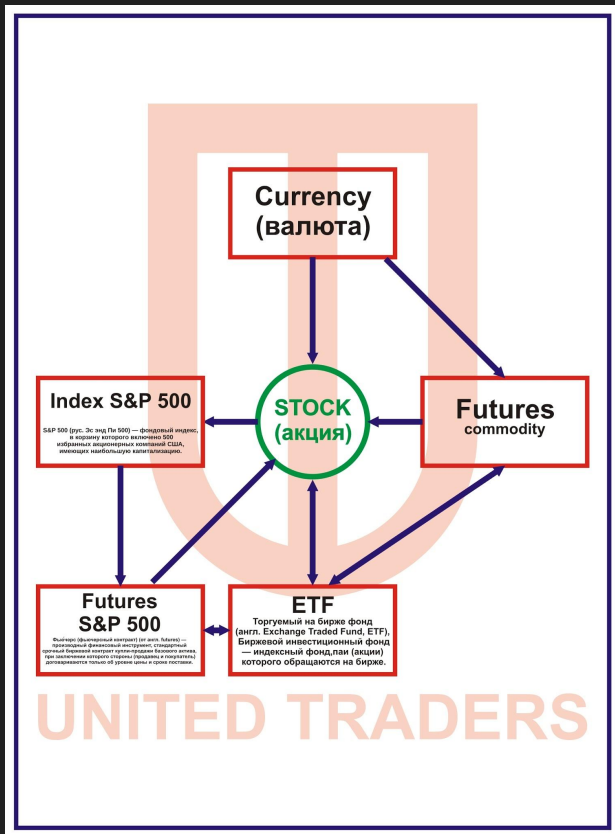 Currency
(валюта)
Index S&P 500
S&P 500 (рус. Эс энд Пи 500) — фондовый индекс,
в корзину которого включено 500
избранных акционерных компаний США,
имеющих наибольшую капитализацию.
STOCK
(акция)
Futures
commodity
Futures
S&P 500
Фьючерс (фьючерсный контракт) (от англ. futures) —
производный финансовый инструмент, стандартный
срочный биржевой контракт купли-продажи базового актива,
при заключении которого стороны (продавец и покупатель)
договариваются только об уровне цены и сроке поставки.
ETF
Торгуемый на бирже фонд
(англ. Exchange Traded Fund, ETF),
Биржевой инвестиционный фонд
— индексный фонд,паи (акции)
которого обращаются на бирже.
UNITED TRADERS